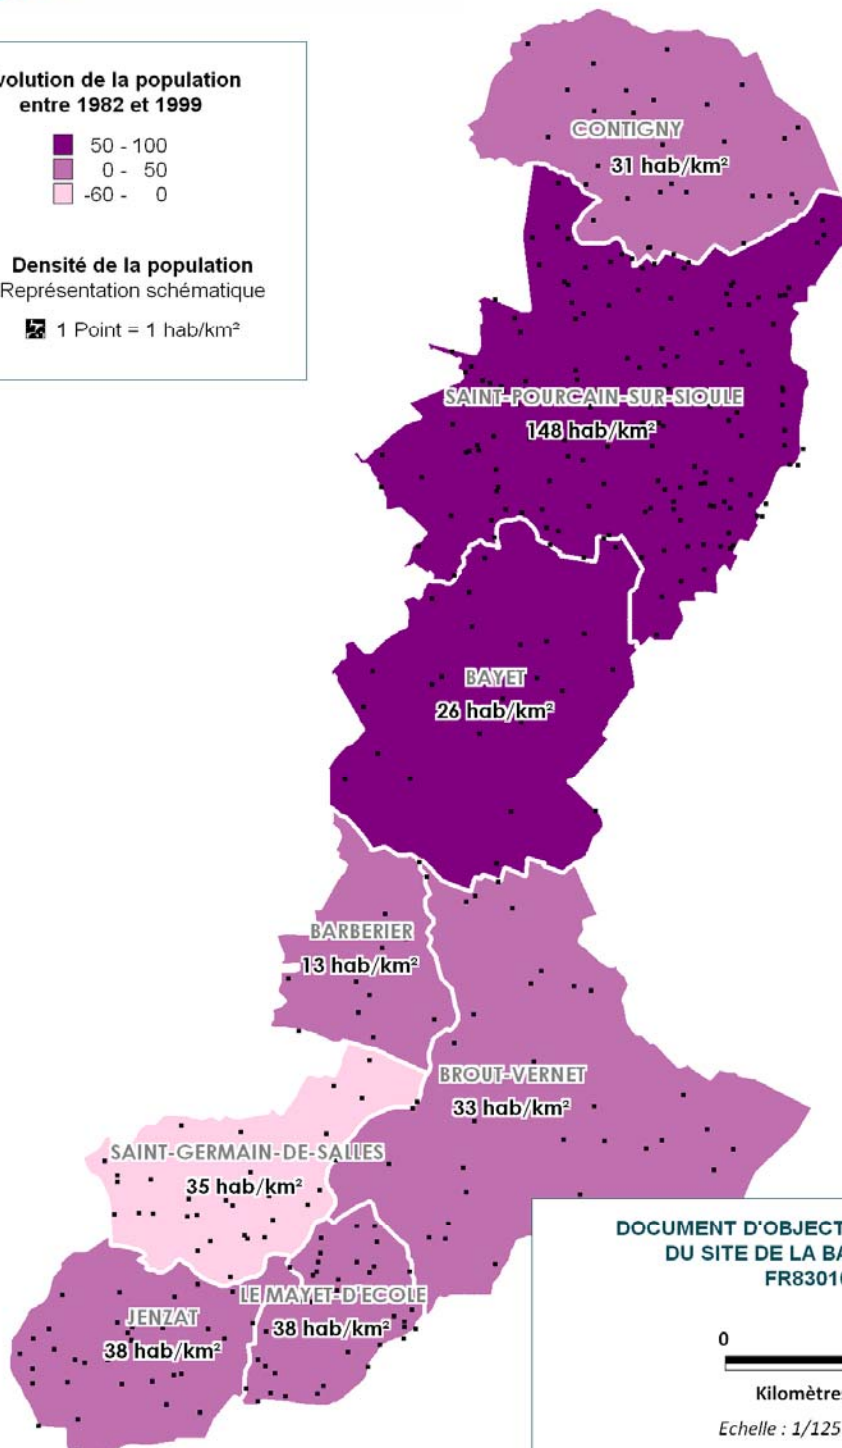 volution de la population
entre 1982 et 1999
50 - 100
0 - 50
-60 - 0
Densité de la population
Représentation schématique
1 Point = 1 hab/km²
CONTIGNY
31 hab/km²
SAINT-POURCAIN-SUR-SIOULE
148 hab/km²
BAYET
26 hab/km²
BARBERIER
13 hab/km²
BROUT-VERNET
33 hab/km²
SAINT-GERMAIN-DE-SALLES
35 hab/km²
LE MAYET-D'ECOLE
38 hab/km²
JENZAT
38 hab/km²
DOCUMENT D'OBJECT
DU SITE DE LA BA
FR83010
0
Kilomètres
Echelle : 1/125